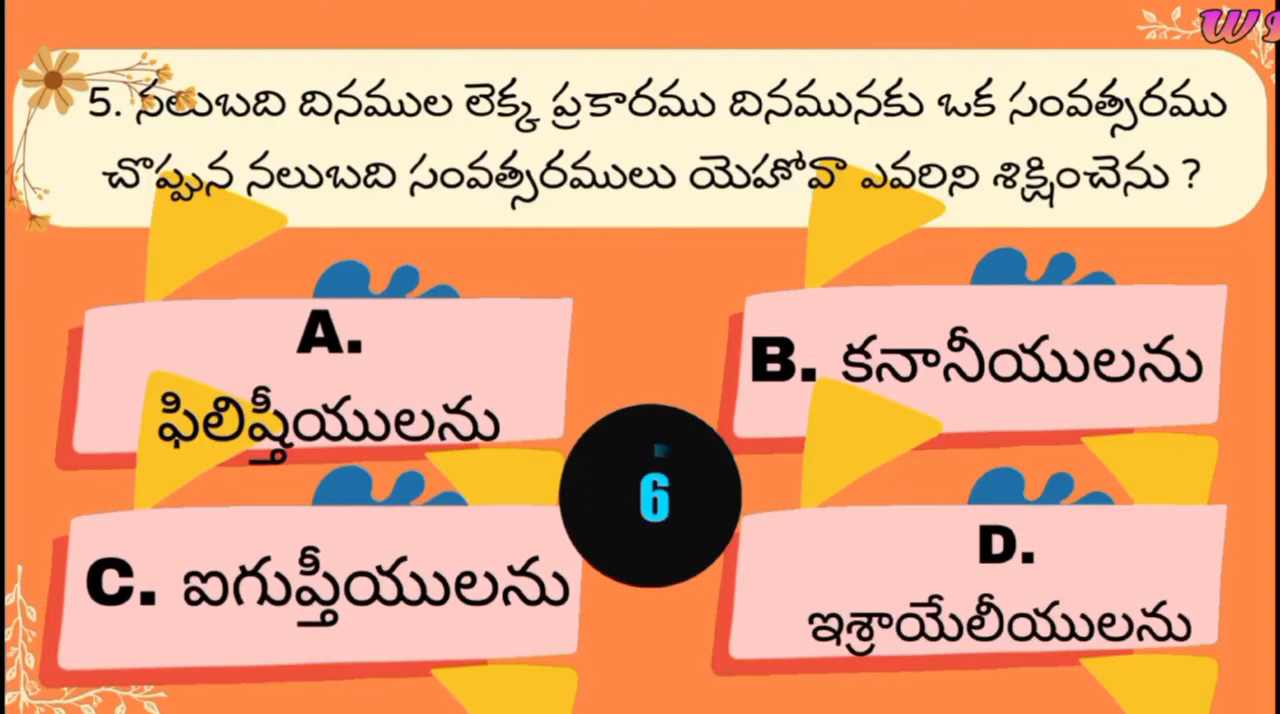 5. నలుబది దినముల లెక్క ప్రకారము దినమునకు ఒక సంవత్సరము
చొప్పున నలుబది సంవత్సరములు యెహోవా ఎవరిని శిక్షించెను ?
A.
ఫిలిష్తీయులను
B. కనానీయులను
6
C. ఐగుప్తీయులను
D.
ఇశ్రాయేలీయులను